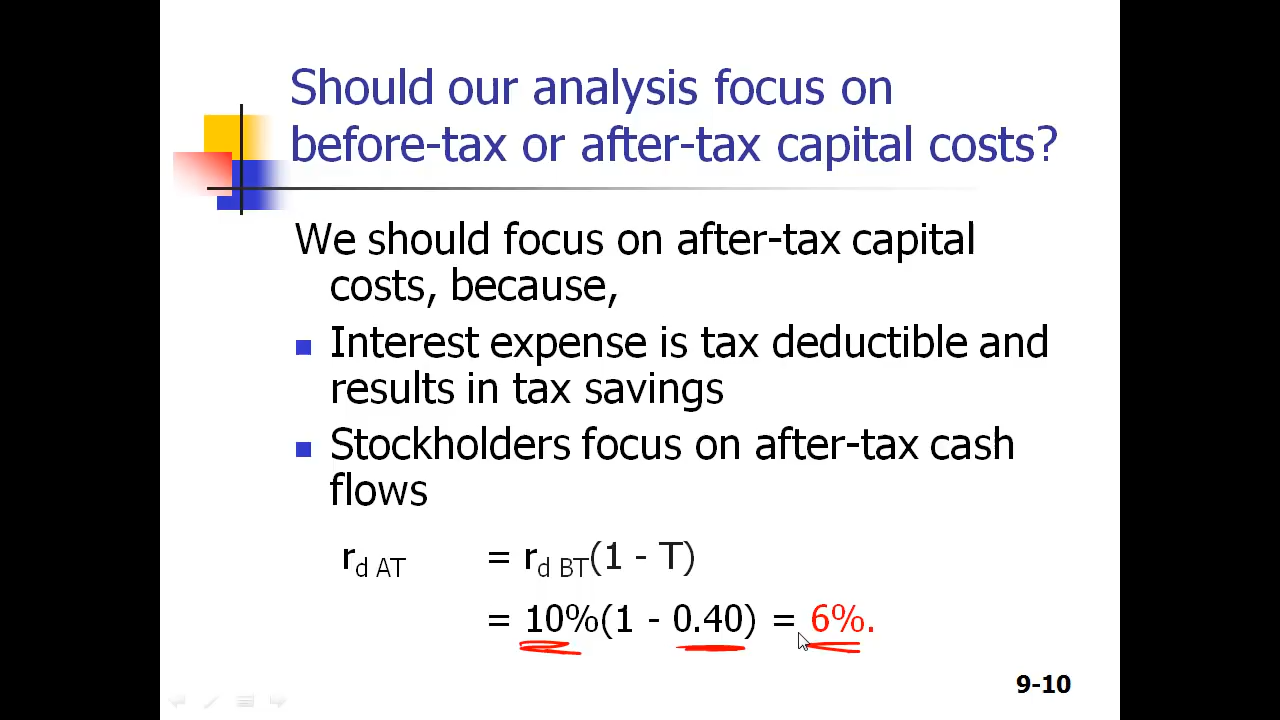 Should our analysis focus on
before-tax or after-tax capital costs?
We should focus on after-tax capital
costs, because,
Interest expense is tax deductible and
results in tax savings
Stockholders focus on after-tax cash
flows
rd AT = rd BT(1 - T)
= 10%(1 - 0.40) = 6%.
9-10